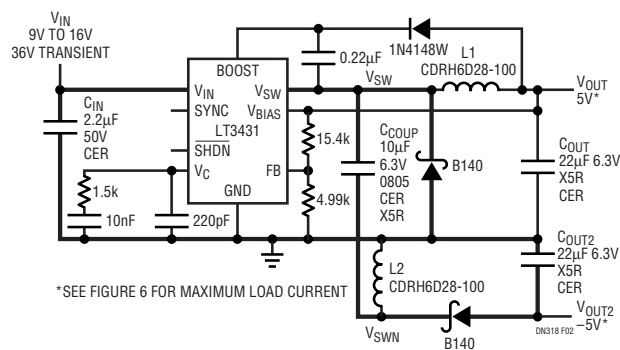 VIN
9V TO 16V
36V TRANSIENT
CIN
2.2µF
50V
CER
1.5k
10nF
220pF
BOOST
VIN
VSW
SYNC
VBIAS
LT3431
SHDN
VC
FB
GND
0.22µF
1N4148W
L1
CDRH6D28-100
VSW
15.4k
4.99k
CCOUP
10µF
6.3V
0805
CER
X5R
B140
VOUT
5V*
COUT
22µF 6.3V
X5R
CER
COUT2
22µF 6.3V
X5R
CER
L2
CDRH6D28-100
VSWN
B140
VOUT2
–5V*
DN318 F02
*SEE FIGURE 6 FOR MAXIMUM LOAD CURRENT